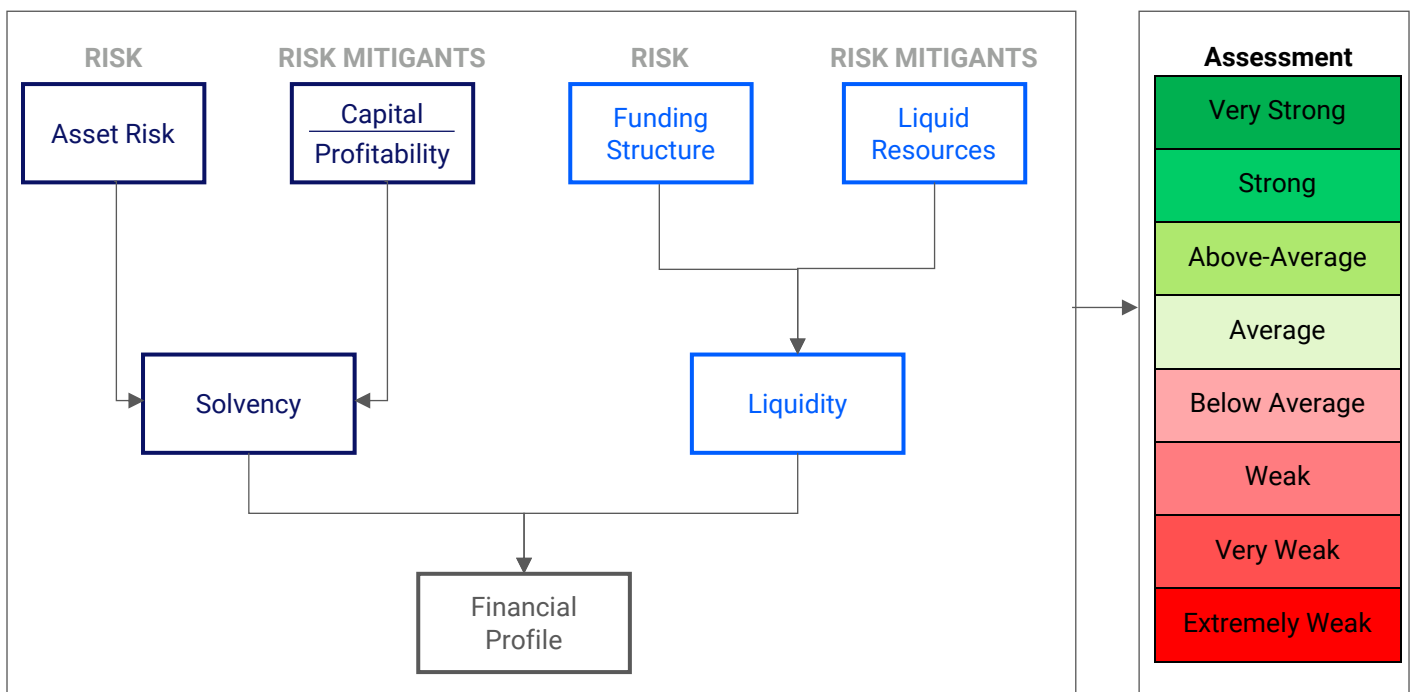 RISK
RISK MITIGANTS
RISK
RISK MITIGANTS
Asset Risk
Capital
Profitability
Funding
Structure
Liquid
Resources
Solvency
Liquidity
Financial
Profile
Assessment
Very Strong
Strong
Above-Average
Average
Below Average
Weak
Very Weak
Extremely Weak